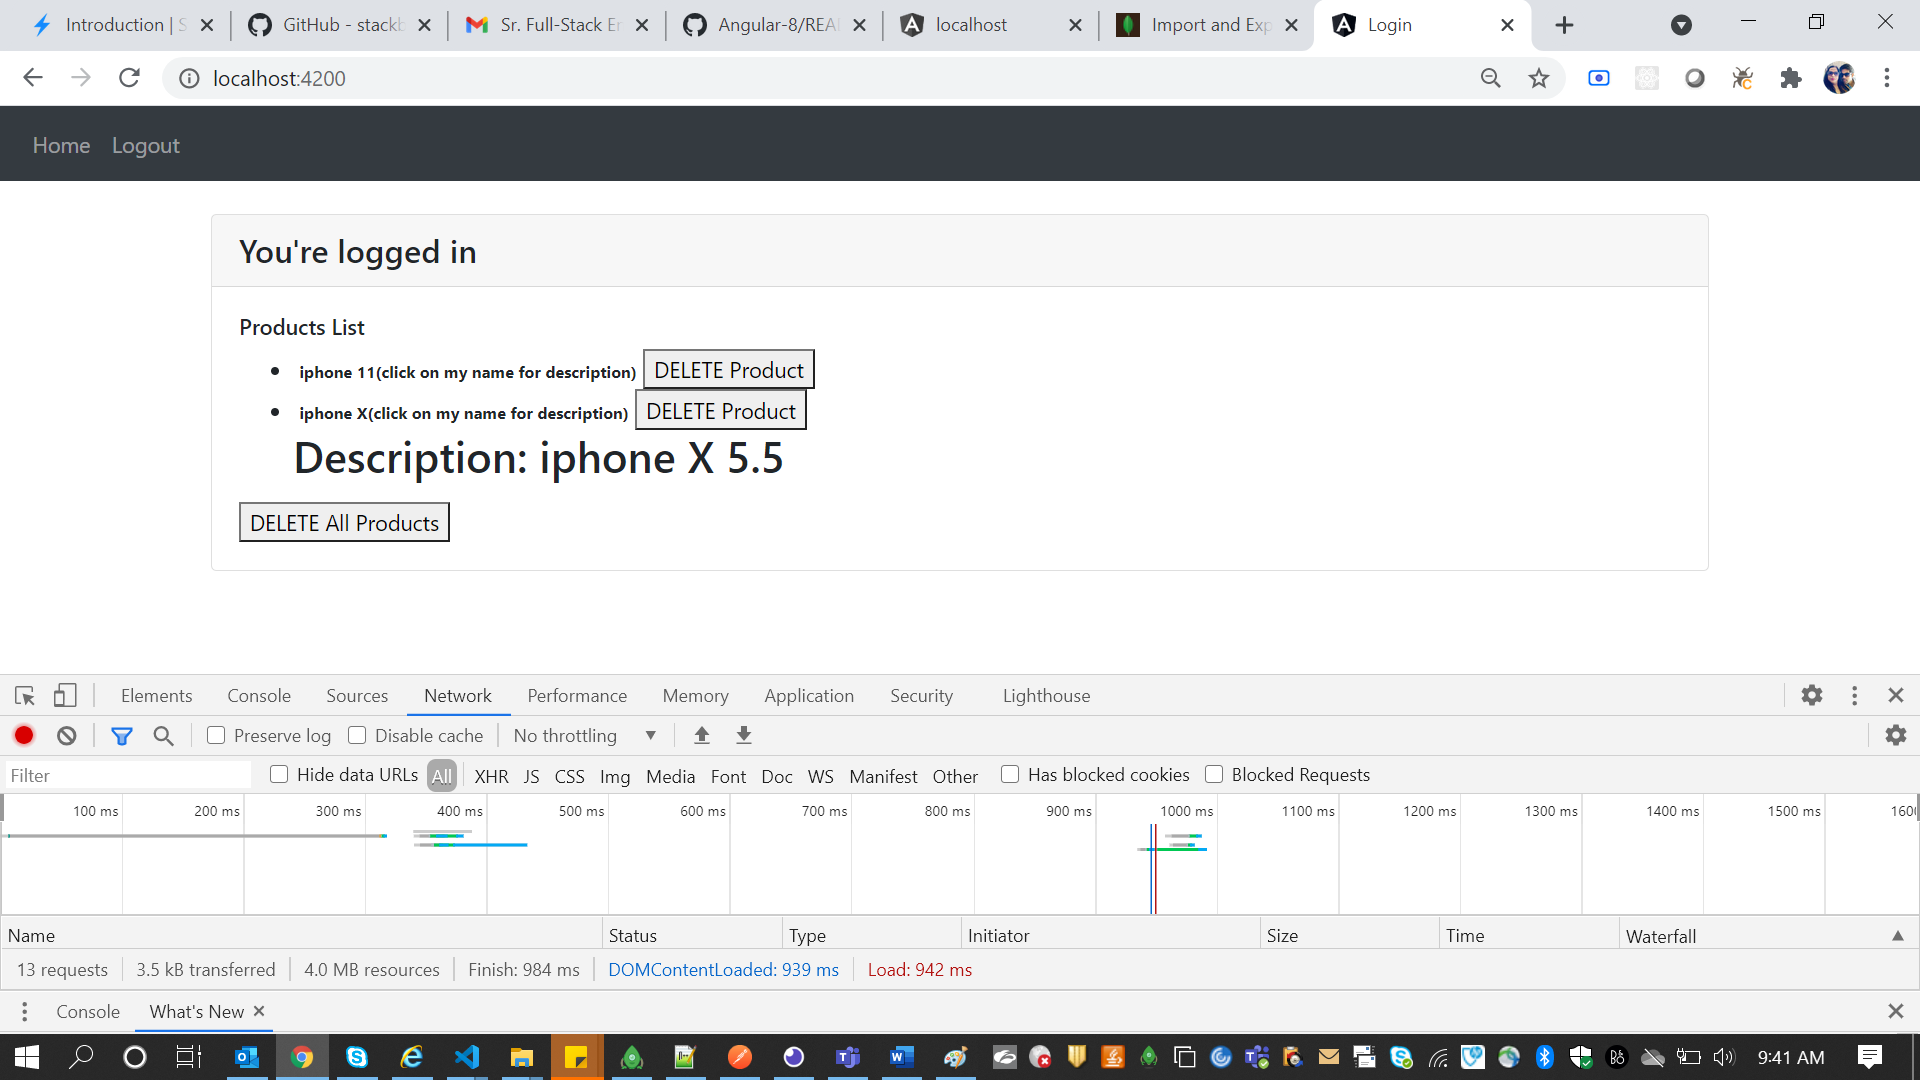 Introduction | S
GitHub - stackb
Sr. Full-Stack En
Angular-8/REA
localhost
Import and Exp
Login
localhost:4200
Home Logout
You're logged in
Products List
iphone 11(click on my name for description) DELETE Product
iphone X(click on my name for description) DELETE Product
Description: iphone X 5.5
DELETE All Products
Elements Console Sources Network Performance Memory Application Security Lighthouse
Preserve log Disable cache No throttling
Filter Hide data URLs All XHR JS CSS Img Media Font Doc WS Manifest Other Has blocked cookies Blocked Requests
100 ms 200 ms 300 ms 400 ms 500 ms 600 ms 700 ms 800 ms 900 ms 1000 ms 1100 ms 1200 ms 1300 ms 1400 ms 1500 ms 160
Name Status Type Initiator Size Time Waterfall
13 requests 3.5 kB transferred 4.0 MB resources Finish: 984 ms DOMContentLoaded: 939 ms Load: 942 ms
Console What's New
9:41 AM